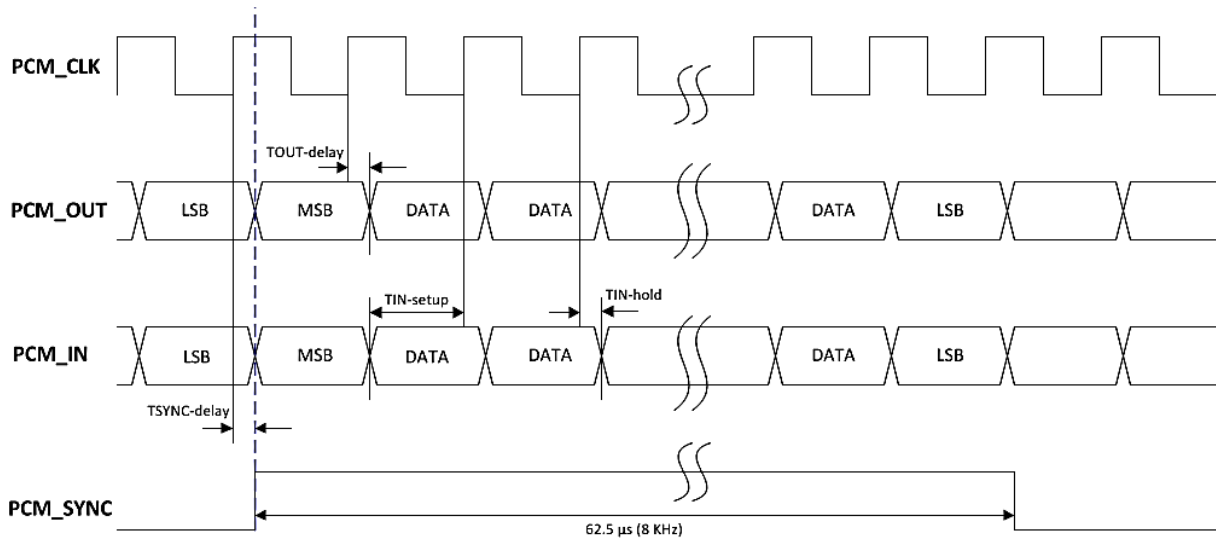 PCM_CLK
TOUT-delay
PCM_OUT
LSB
MSB
DATA
DATA
DATA
LSB
TIN-setup
TIN-hold
PCM_IN
LSB
MSB
DATA
DATA
DATA
LSB
TSYNC-delay
PCM_SYNC
62.5 µs (8 KHz)